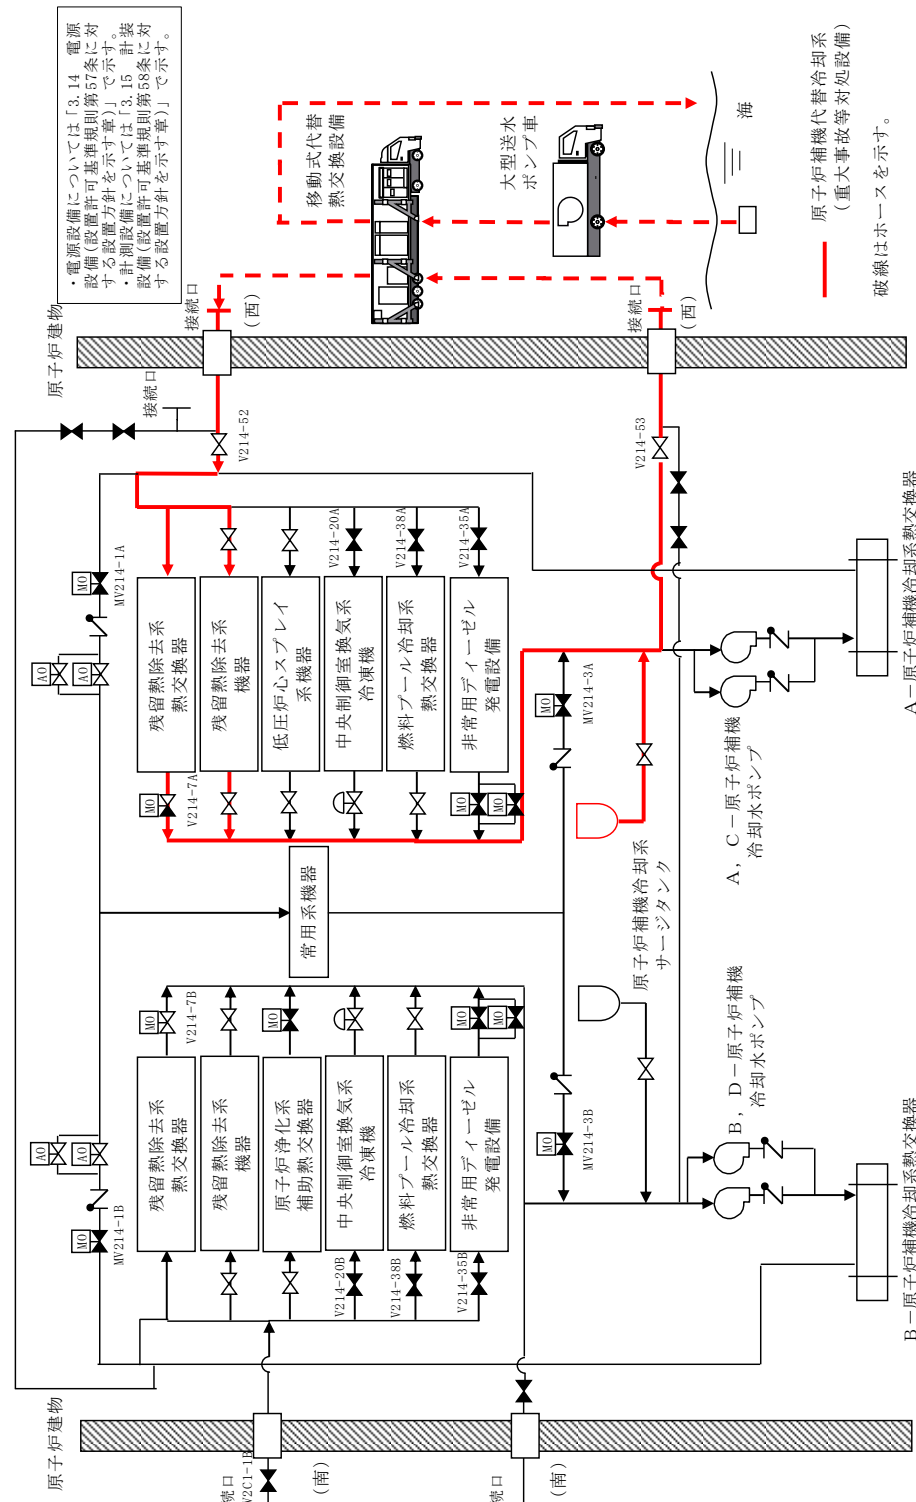 ・電源設備については「3.14 電源
設備(設置許可基準規則第57条に対
する設置方針を示す章)」で示す。
・計測設備については「3.15 計装
設備(設置許可基準規則第58条に対
する設置方針を示す章)」で示す。
原子炉建物
接続口
(西)
移動式代替
熱交換設備
大型送水
ポンプ車
海
原子炉補機代替冷却系
(重大事故等対処設備)
破線はホースを示す。
接続口
(西)
接続口
V214-52
V214-53
MO
MV214-1A
AO
AO
V214-20A
V214-38A
V214-35A
残留熱除去系
熱交換器
残留熱除去系
機器
低圧炉心スプレイ
系機器
中央制御室換気系
冷凍機
燃料プール冷却系
熱交換器
非常用ディーゼル
発電設備
MO
V214-7A
MO
MO
MO
MV214-3A
A-原子炉補機冷却系熱交換器
A, C-原子炉補機
冷却水ポンプ
常用系機器
原子炉補機冷却系
サージタンク
MO
V214-7B
MO
MO
MO
残留熱除去系
熱交換器
残留熱除去系
機器
原子炉浄化系
補助熱交換器
中央制御室換気系
冷凍機
燃料プール冷却系
熱交換器
非常用ディーゼル
発電設備
AO
AO
MO
MV214-1B
MO
MV214-3B
B, D-原子炉補機
冷却水ポンプ
V214-20B
V214-38B
V214-35B
B-原子炉補機冷却系熱交換器
原子炉建物
続口
V2C1-1B
(南)
続口
(南)